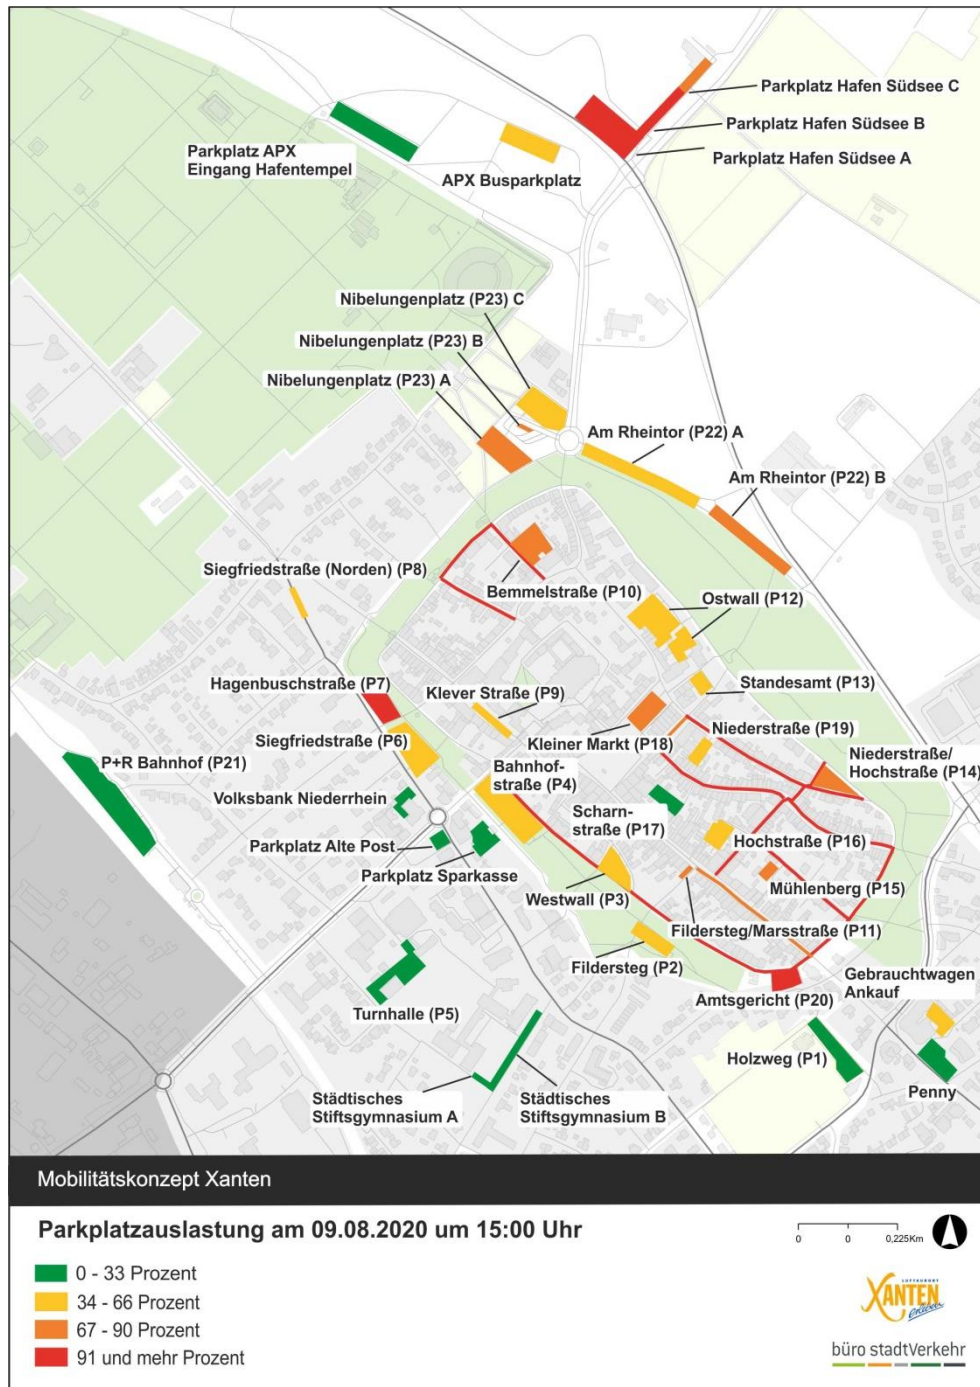 Parkplatz Hafen Südsee C
Parkplatz Hafen Südsee B
Parkplatz Hafen Südsee A
Parkplatz APX
Eingang Hafentempel
APX Busparkplatz
Nibelungenplatz (P23) C
Nibelungenplatz (P23) B
Nibelungenplatz (P23) A
Am Rheintor (P22) A
Am Rheintor (P22) B
Siegfriedstraße (Norden) (P8)
Bemmelstraße (P10)
Ostwall (P12)
Hagenbuschstraße (P7)
Klever Straße (P9)
Standesamt (P13)
Siegfriedstraße (P6)
Kleiner Markt (P18)
Niederstraße (P19)
P+R Bahnhof (P21)
Bahnhof-
straße (P4)
Niederstraße/
Hochstraße (P14)
Volksbank Niederrhein
Scharn-
straße (P17)
Parkplatz Alte Post
Hochstraße (P16)
Parkplatz Sparkasse
Mühlenberg (P15)
Westwall (P3)
Fildersteg/Marsstraße (P11)
Fildersteg (P2)
Gebrauchtwagen
Ankauf
Amtsgericht (P20)
Turnhalle (P5)
Holzweg (P1)
Penny
Städtisches
Stiftsgymnasium A
Städtisches
Stiftsgymnasium B
Mobilitätskonzept Xanten
Parkplatzauslastung am 09.08.2020 um 15:00 Uhr
0 0 0,225Km
0 - 33 Prozent
34 - 66 Prozent
67 - 90 Prozent
91 und mehr Prozent
LUFTKURORT
XANTEN
erleben
büro stadtVerkehr